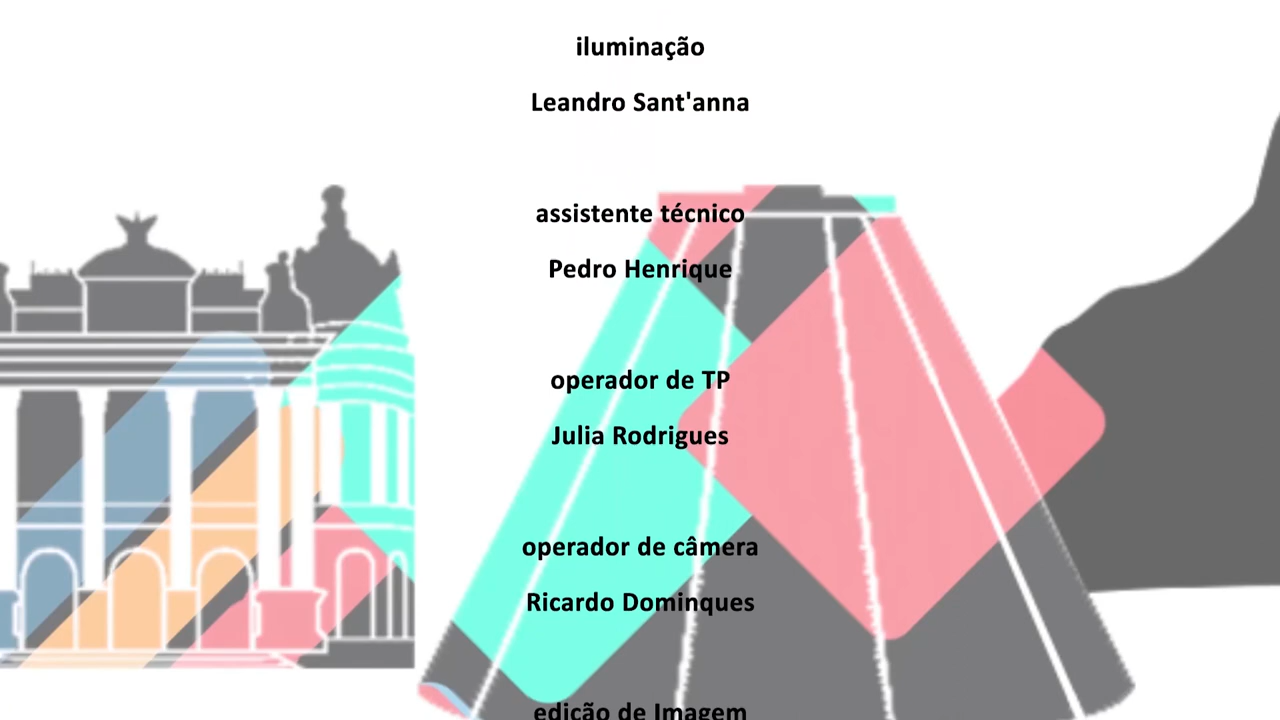 iluminação
Leandro Sant'anna
assistente técnico
Pedro Henrique
operador de TP
Julia Rodrigues
operador de câmera
Ricardo Dominques
edição de Imagem